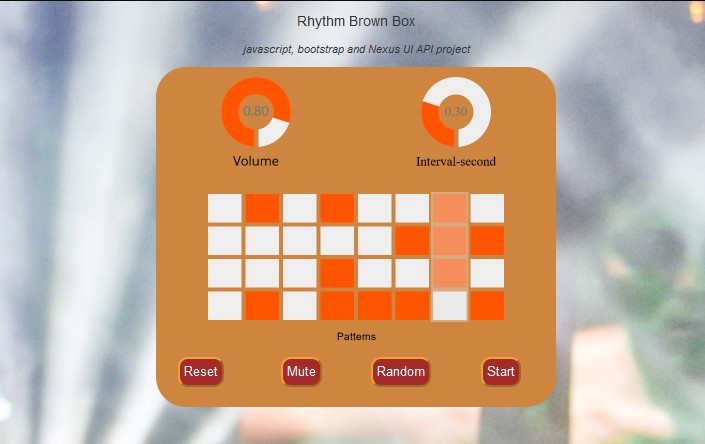 Rhythm Brown Box
javascript, bootstrap and Nexus UI API project
0.80
0.30
Volume
Interval-second
Patterns
Reset
Mute
Random
Start